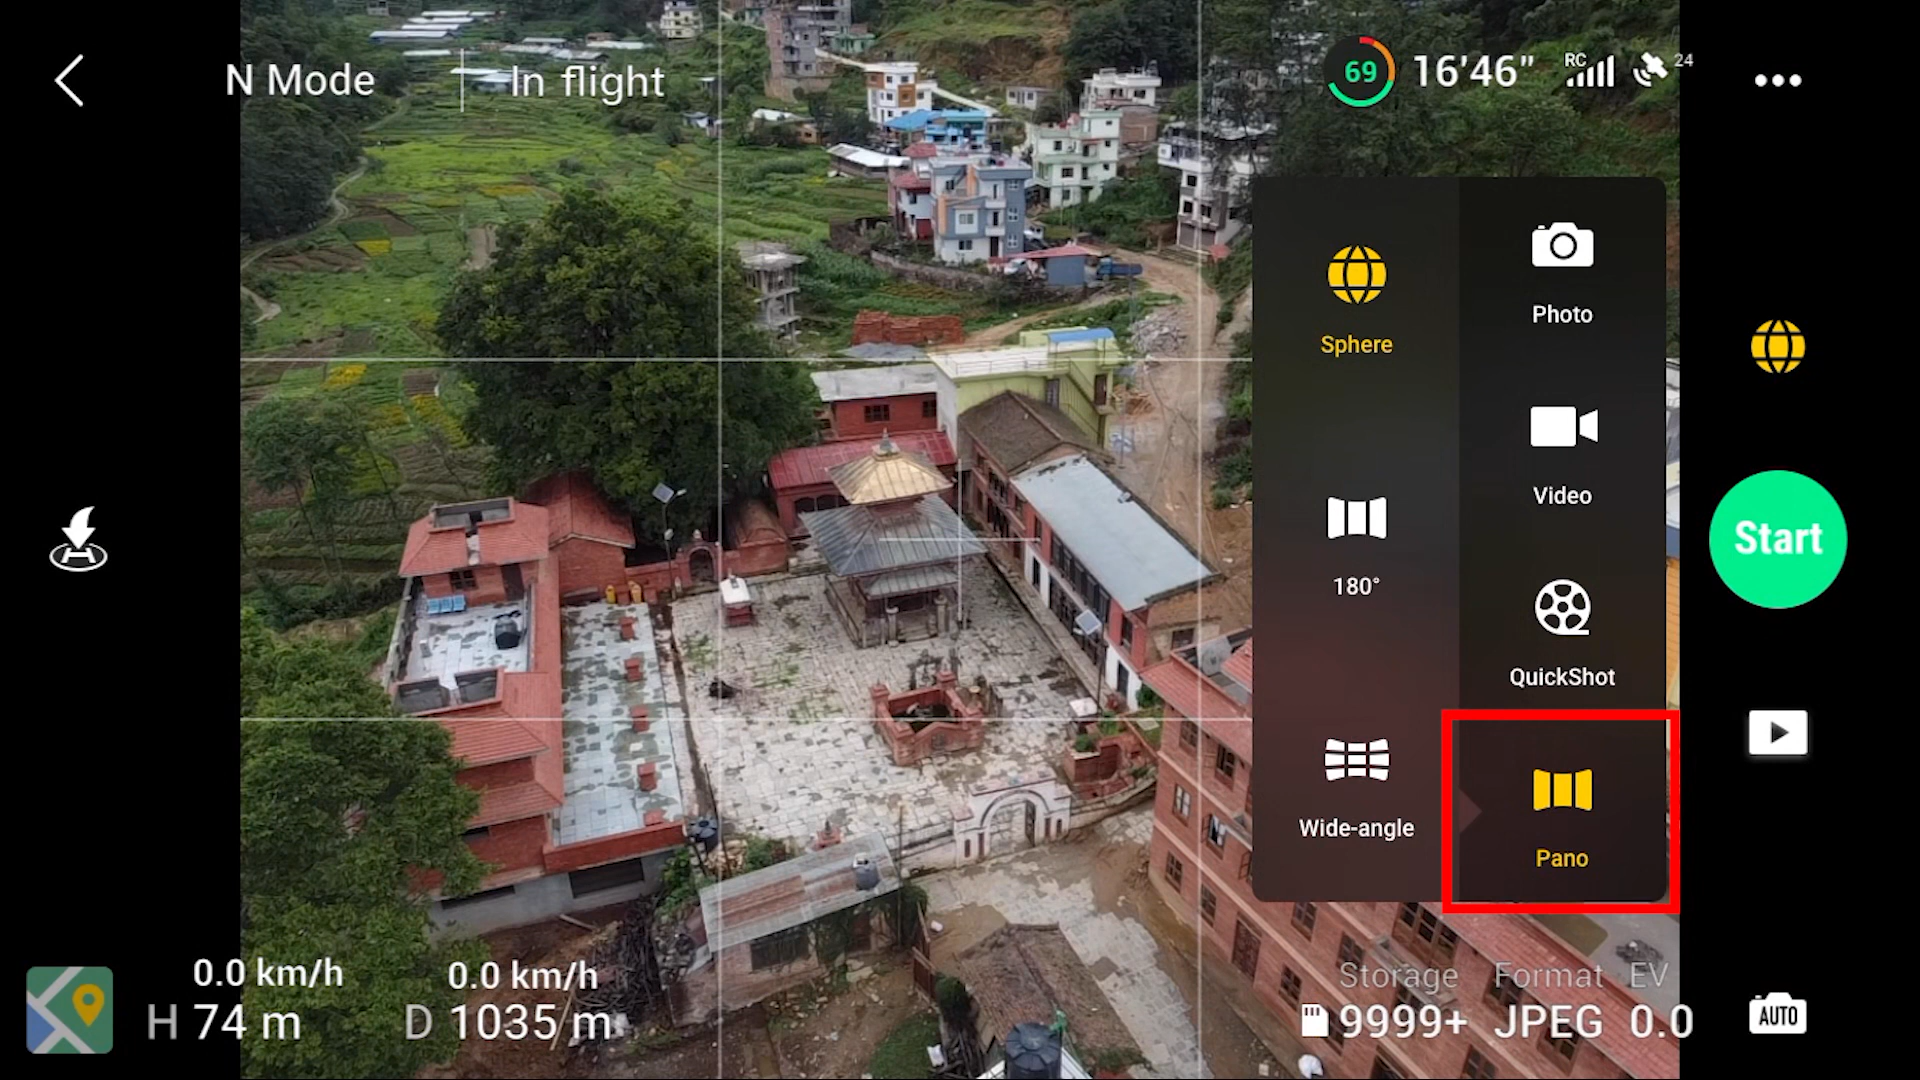 N Mode
In flight
69
16'46"
RC
24
Sphere
Photo
180°
Video
Start
QuickShot
Wide-angle
Pano
0.0 km/h
0.0 km/h
H 74 m
D 1035 m
Storage Format EV
9999+ JPEG 0.0
AUTO